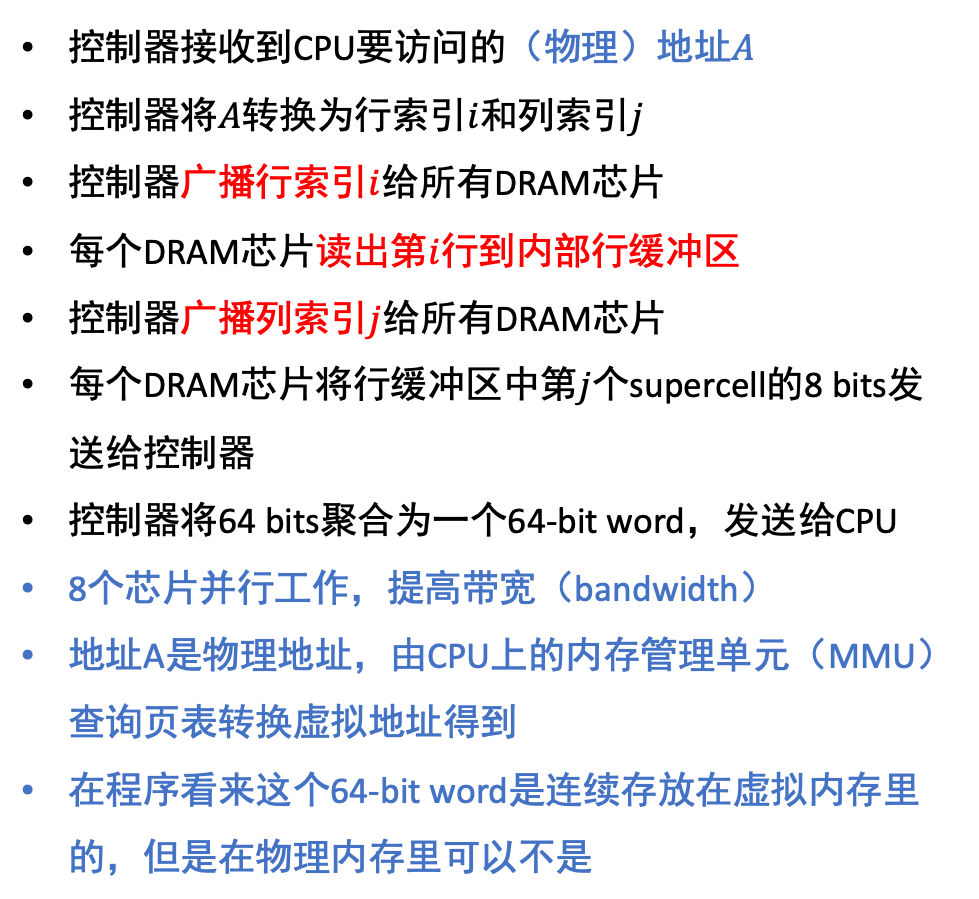 • 控制器接收到CPU要访问的（物理）地址A
• 控制器将A转换为行索引i和列索引j
• 控制器广播行索引i给所有DRAM芯片
• 每个DRAM芯片读出第i行到内部行缓冲区
• 控制器广播列索引j给所有DRAM芯片
• 每个DRAM芯片将行缓冲区中第j个supercell的8 bits发
送给控制器
• 控制器将64 bits聚合为一个64-bit word，发送给CPU
• 8个芯片并行工作，提高带宽（bandwidth）
• 地址A是物理地址，由CPU上的内存管理单元（MMU）
查询页表转换虚拟地址得到
• 在程序看来这个64-bit word是连续存放在虚拟内存里
的，但是在物理内存里可以不是